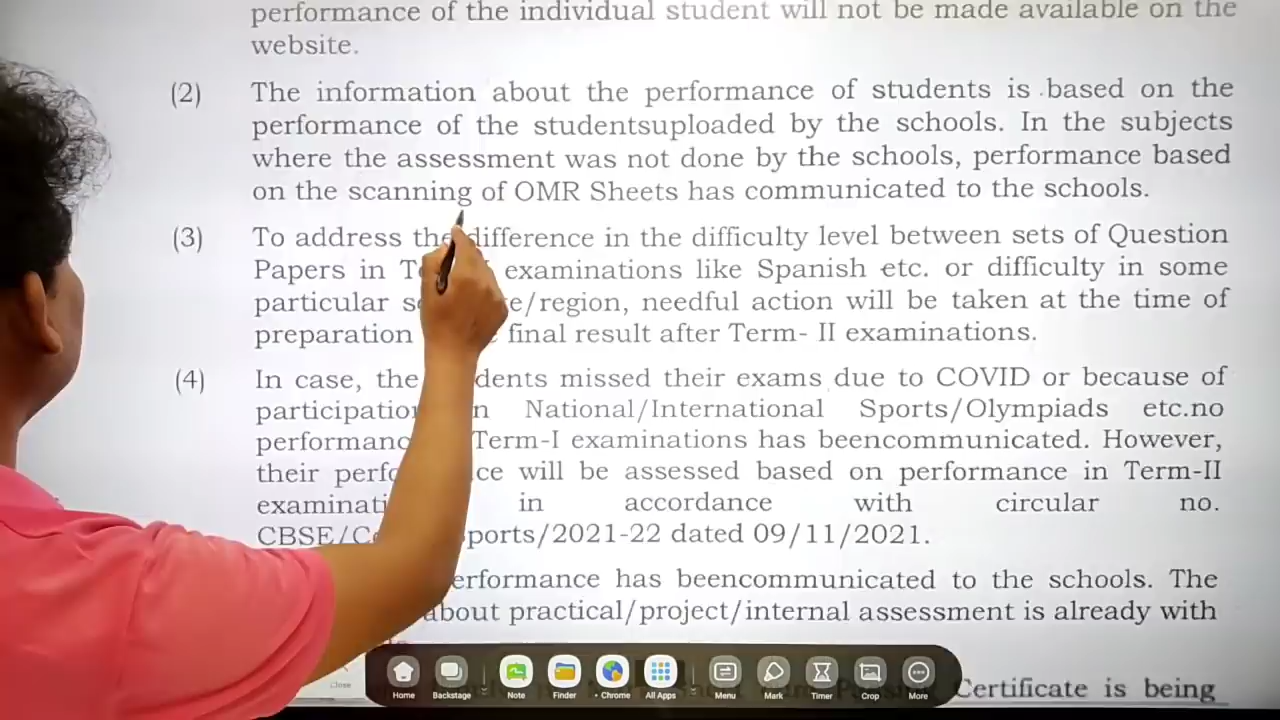 performance of the individual student will not be made available on the
website.
(2) The information about the performance of students is based on the
performance of the studentsuploaded by the schools. In the subjects
where the assessment was not done by the schools, performance based
on the scanning of OMR Sheets has communicated to the schools.
(3) To address the difference in the difficulty level between sets of Question
Papers in examinations like Spanish etc. or difficulty in some
particular /region, needful action will be taken at the time of
preparation final result after Term- II examinations.
(4) In case, the students missed their exams due to COVID or because of
participation in National/International Sports/Olympiads etc.no
performance Term-I examinations has beencommunicated. However,
their performance will be assessed based on performance in Term-II
examinations in accordance with circular no.
CBSE/ Sports/2021-22 dated 09/11/2021.
performance has beencommunicated to the schools. The
about practical/project/internal assessment is already with
Certificate is being
Close
Home Backstage Note Finder Chrome All Apps Menu Mark Timer Crop More